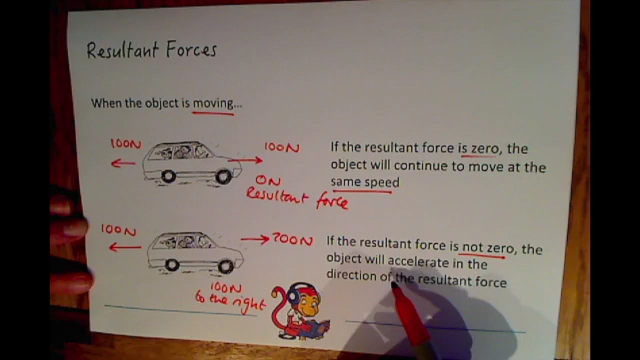 Resultant Forces
When the object is moving...
100N
100N
If the resultant force is zero, the
object will continue to move at the
same speed
0N
Resultant force
100N
200N
If the resultant force is not zero, the
object will accelerate in the
direction of the resultant force
100N
to the right